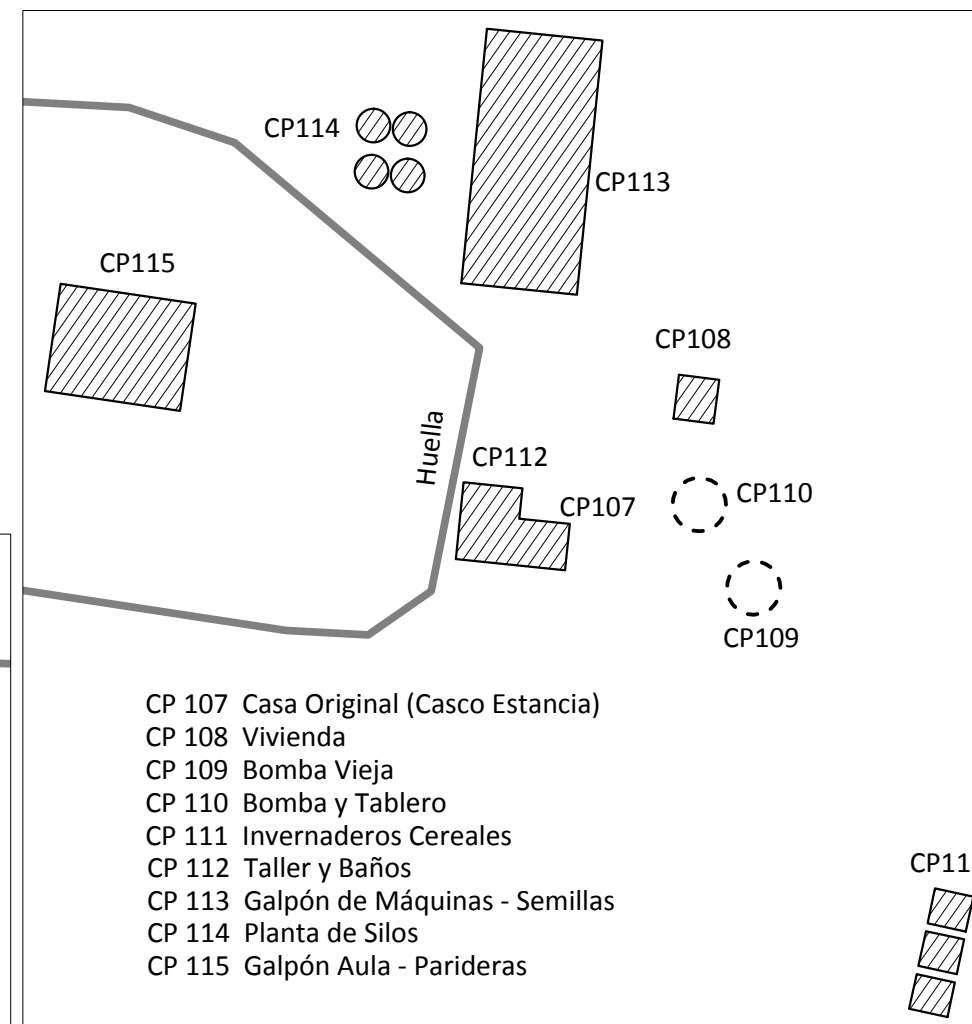 CP114
CP113
CP115
CP108
Huella
CP112
CP107
CP110
CP109
CP 107 Casa Original (Casco Estancia)
CP 108 Vivienda
CP 109 Bomba Vieja
CP 110 Bomba y Tablero
CP 111 Invernaderos Cereales
CP 112 Taller y Baños
CP 113 Galpón de Máquinas - Semillas
CP 114 Planta de Silos
CP 115 Galpón Aula - Parideras
CP11